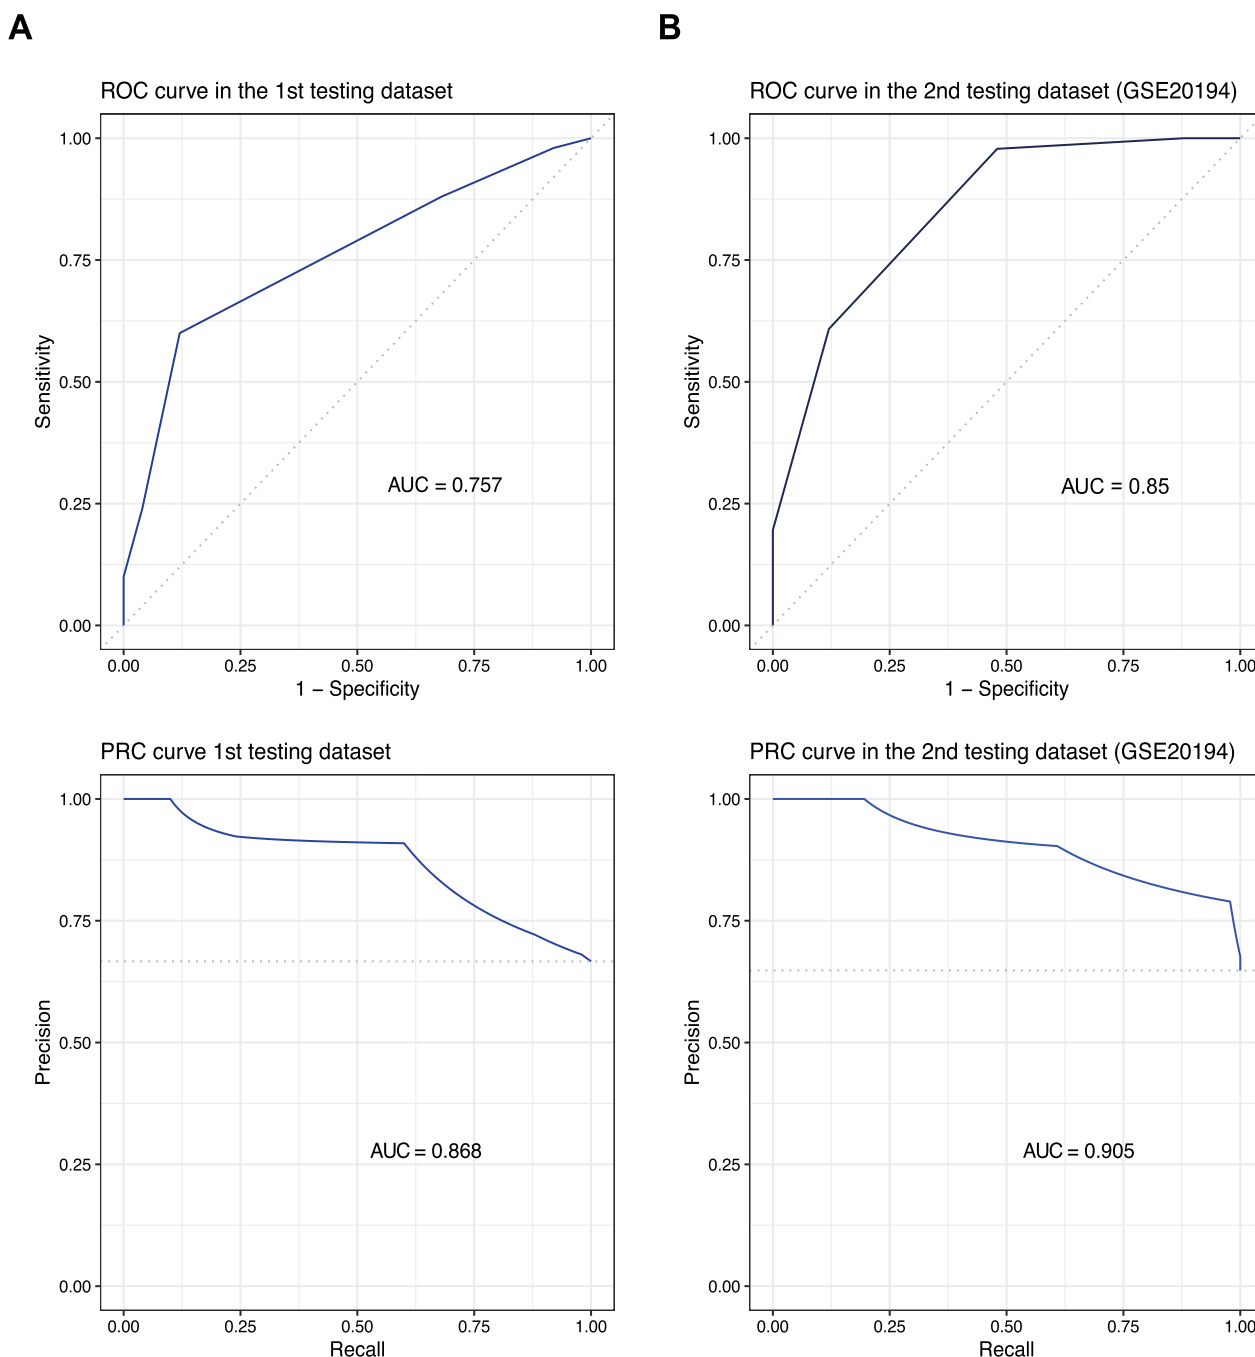 A
B
ROC curve in the 1st testing dataset
1.00
0.75
0.50
0.25
0.00
Sensitivity
AUC = 0.757
0.00 0.25 0.50 0.75 1.00
1 − Specificity
ROC curve in the 2nd testing dataset (GSE20194)
1.00
0.75
0.50
0.25
0.00
Sensitivity
AUC = 0.85
0.00 0.25 0.50 0.75 1.00
1 − Specificity
PRC curve 1st testing dataset
1.00
0.75
0.50
0.25
0.00
Precision
AUC = 0.868
0.00 0.25 0.50 0.75 1.00
Recall
PRC curve in the 2nd testing dataset (GSE20194)
1.00
0.75
0.50
0.25
0.00
Precision
AUC = 0.905
0.00 0.25 0.50 0.75 1.00
Recall